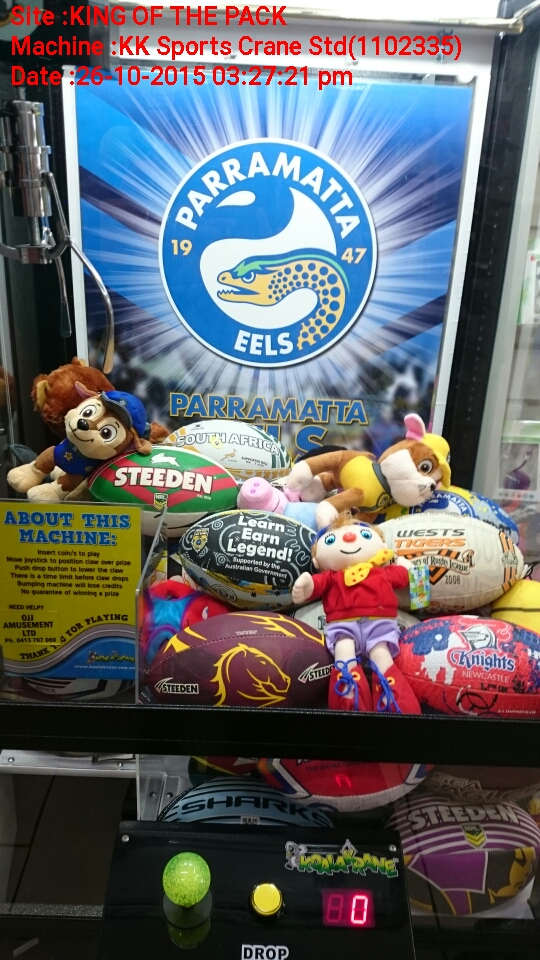 Site :KING OF THE PACK
Machine :KK Sports Crane Std(1102335)
Date :26-10-2015 03:27:21 pm
PARRAMATTA
19 47
EELS
PARRAMATTA
SOUTH AFRICA
STEEDEN
NRL
ABOUT THIS
MACHINE:
Insert coin/s to play
Move joystick to position claw over prize
Push drop button to lower the claw
There is a time limit before claw drops
Bumping machine will lose credits
No guarantee of winning a prize
NEED HELP?
OJJ
AMUSEMENT
LTD
THANK YOU FOR PLAYING
Learn
Earn
Legend!
Supported by the
Australian Government
WESTS
TIGERS
2008
STEEDEN
STEEDEN
Knights
NEWCASTLE
SHARKS
STEEDEN
KOALA KRANE
0
DROP